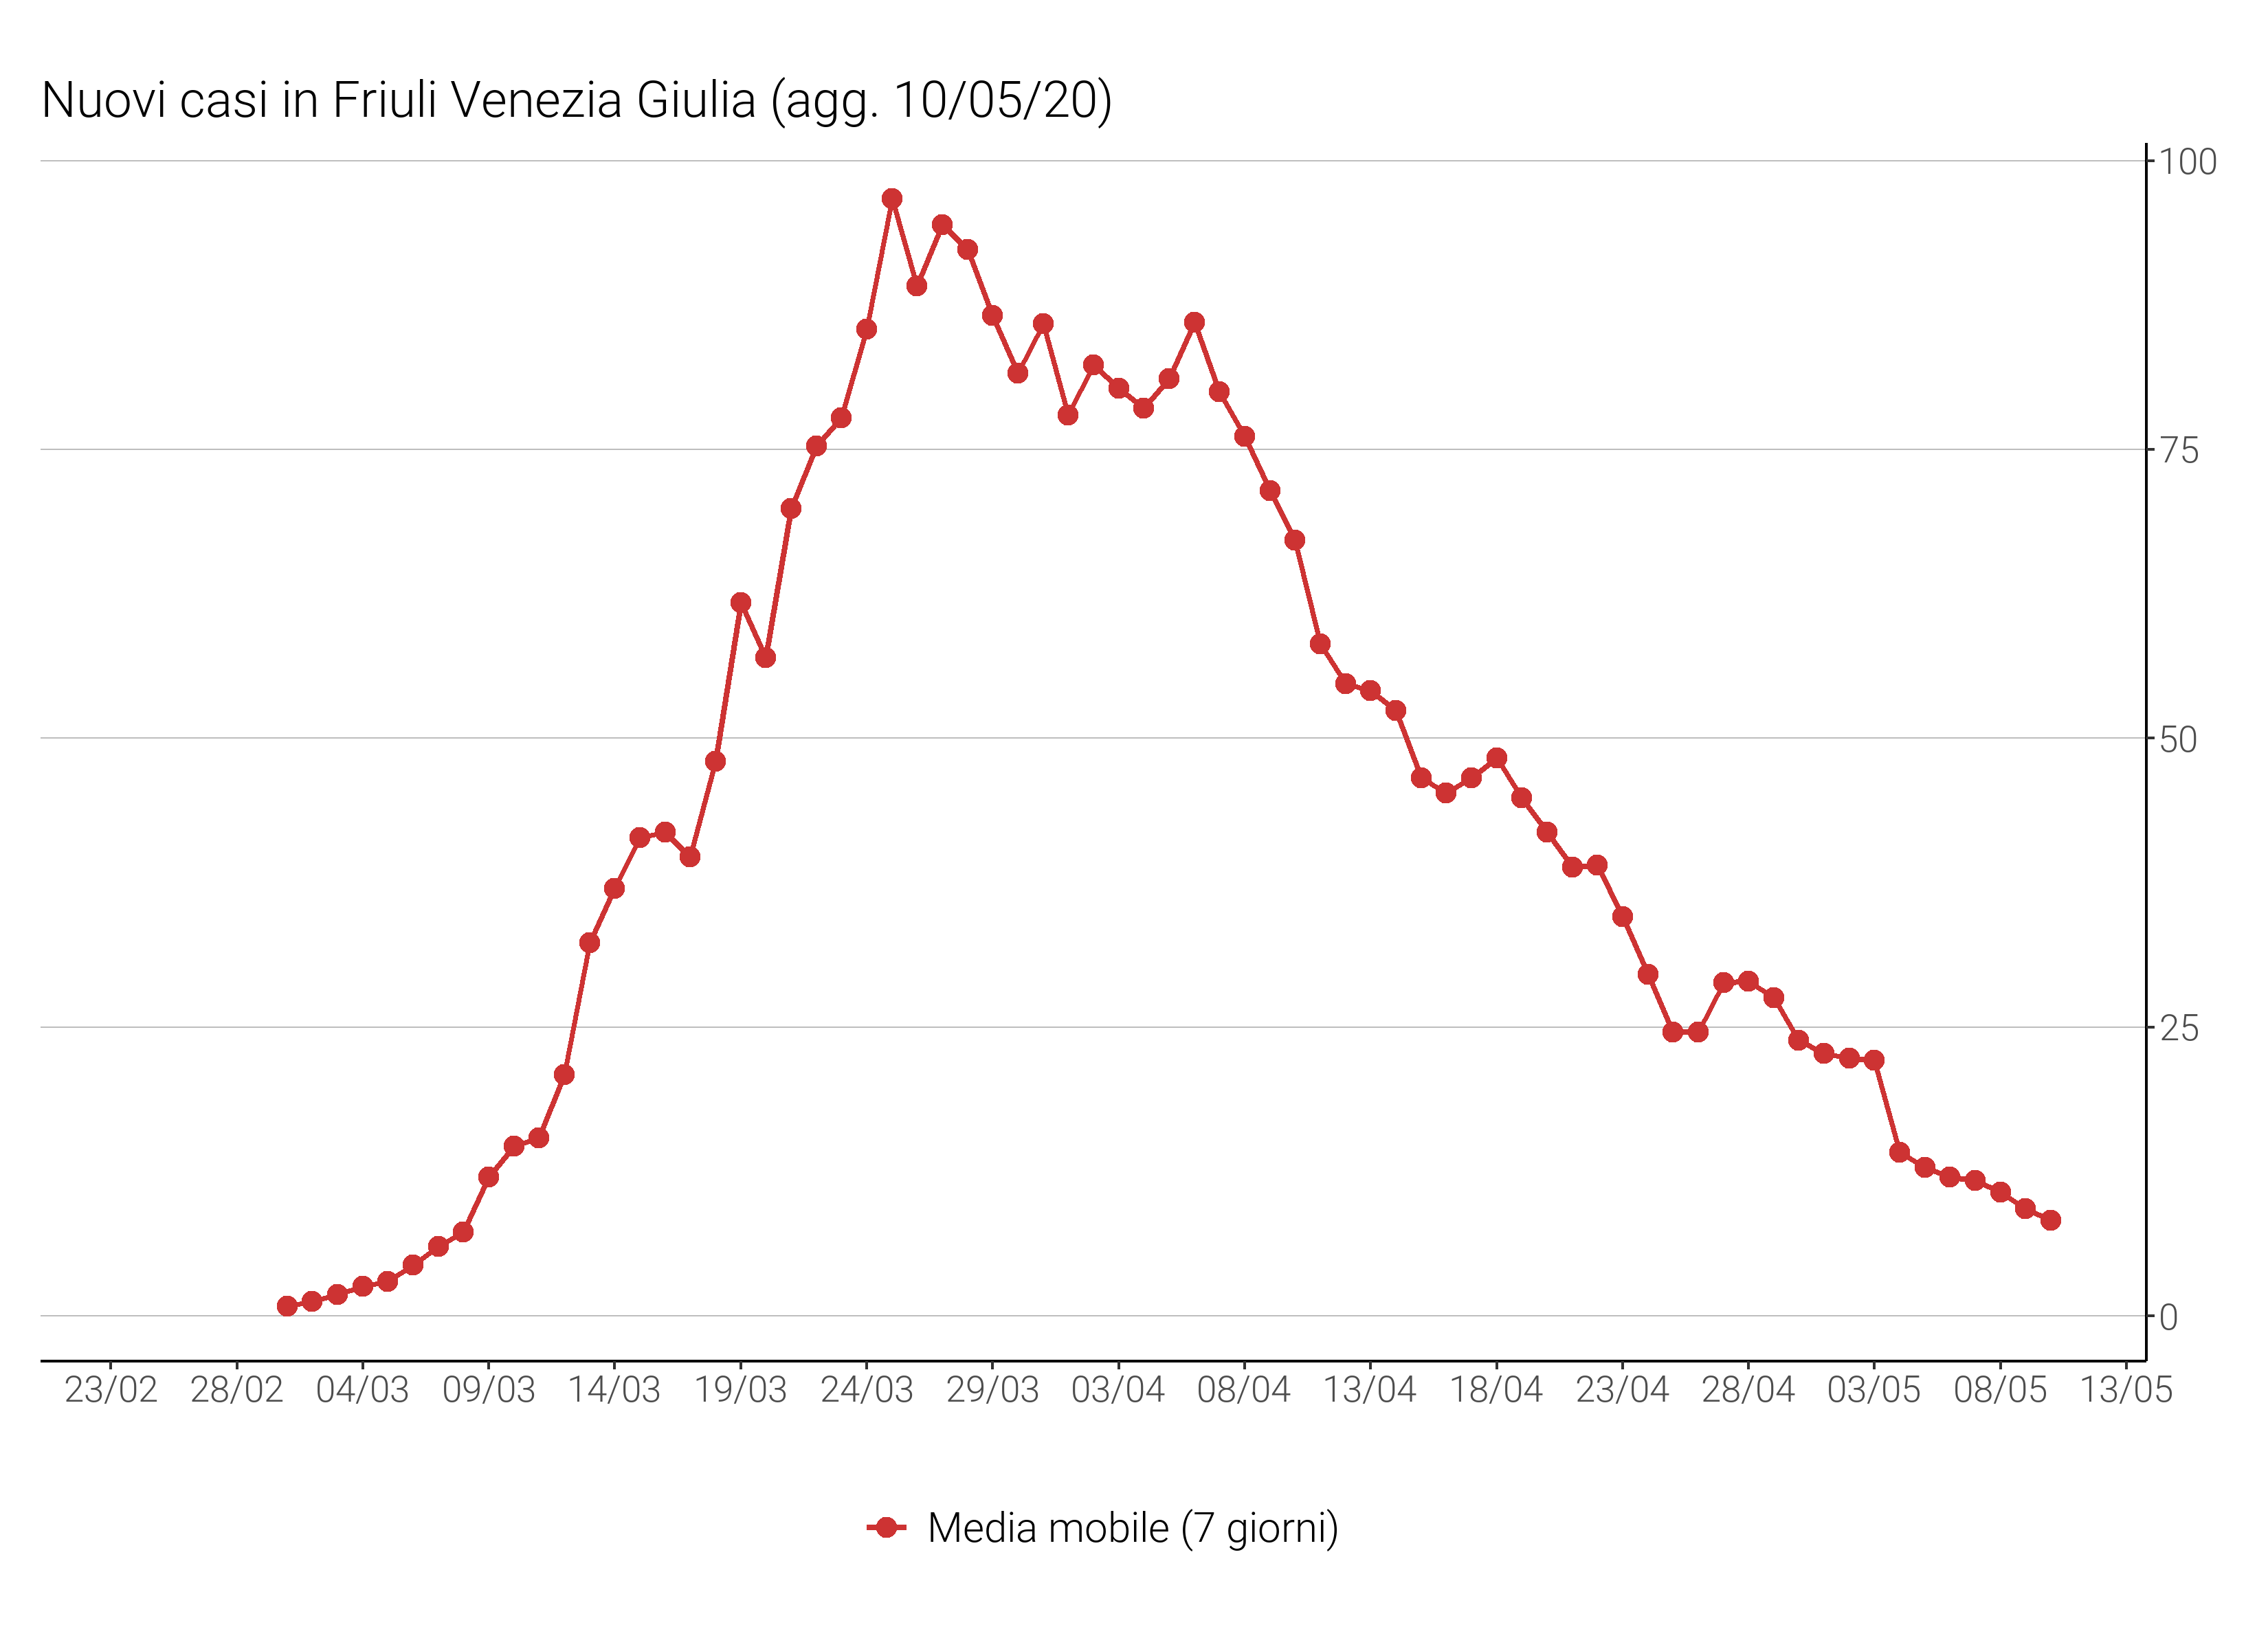 Nuovi casi in Friuli Venezia Giulia (agg. 10/05/20)
100
75
50
25
0
23/02 28/02 04/03 09/03 14/03 19/03 24/03 29/03 03/04 08/04 13/04 18/04 23/04 28/04 03/05 08/05 13/05
Media mobile (7 giorni)